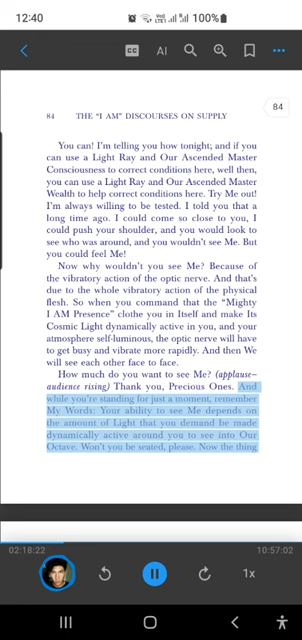 12:40
100%
CC AI
84
84 THE "I AM" DISCOURSES ON SUPPLY
You can! I'm telling you how tonight; and if you
can use a Light Ray and Our Ascended Master
Consciousness to correct conditions here, well then,
you can use a Light Ray and Our Ascended Master
Wealth to help correct conditions here. Try Me out!
I'm always willing to be tested. I told you that a
long time ago. I could come so close to you, I
could push your shoulder, and you would look to
see who was around, and you wouldn't see Me. But
you could feel Me!
Now why wouldn't you see Me? Because of
the vibratory action of the optic nerve. And that's
due to the whole vibratory action of the physical
flesh. So when you command that the "Mighty
I AM Presence" clothe you in Itself and make Its
Cosmic Light dynamically active in you, and your
atmosphere self-luminous, the optic nerve will have
to get busy and vibrate more rapidly. And then We
will see each other face to face.
How much do you want to see Me? (applause–
audience rising) Thank you, Precious Ones. And
while you're standing for just a moment, remember
My Words: Your ability to see Me depends on
the amount of Light that you demand be made
dynamically active around you to see into Our
Octave. Won't you be seated, please. Now the thing
02:18:22 10:57:02
1x